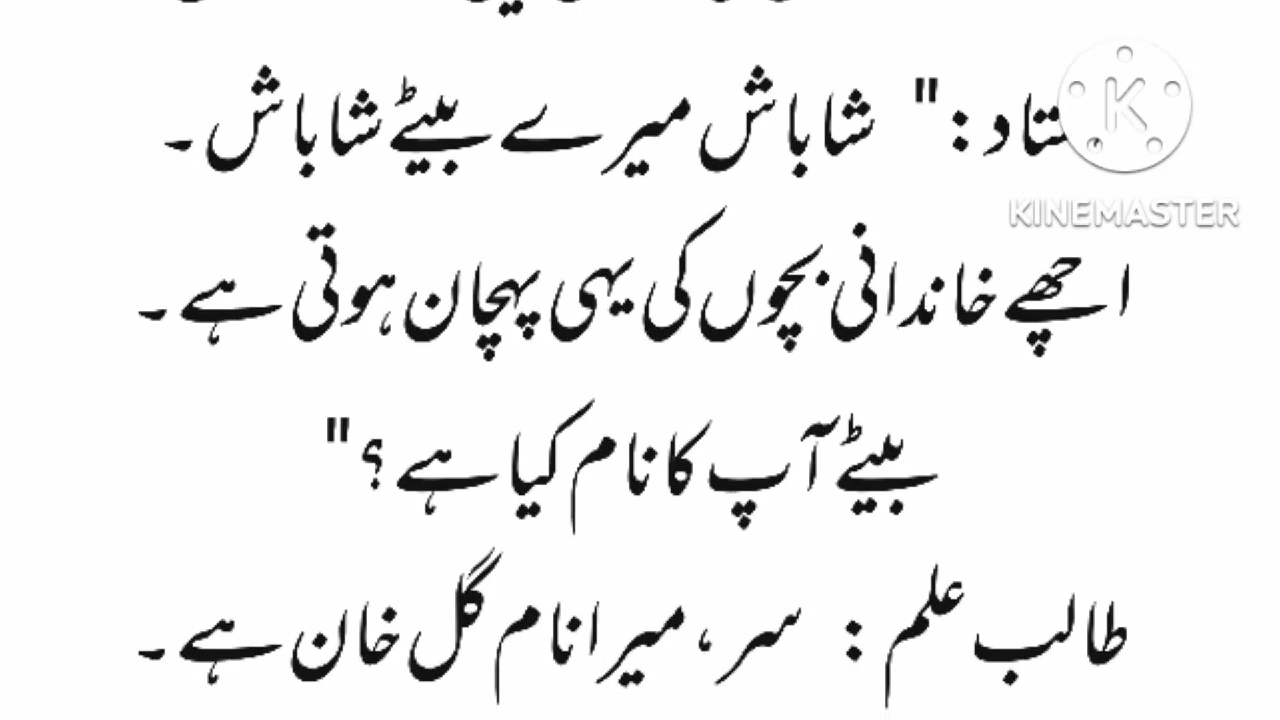 شاباش میرے بیٹے شاباش۔ "
اچھے خاندانی بچوں کی یہی پہچان ہوتی ہے۔
بیٹے آپ کا نام کیا ہے؟"
طالب علم : سر، میرا نام گل خان ہے۔
K
KINEMASTER